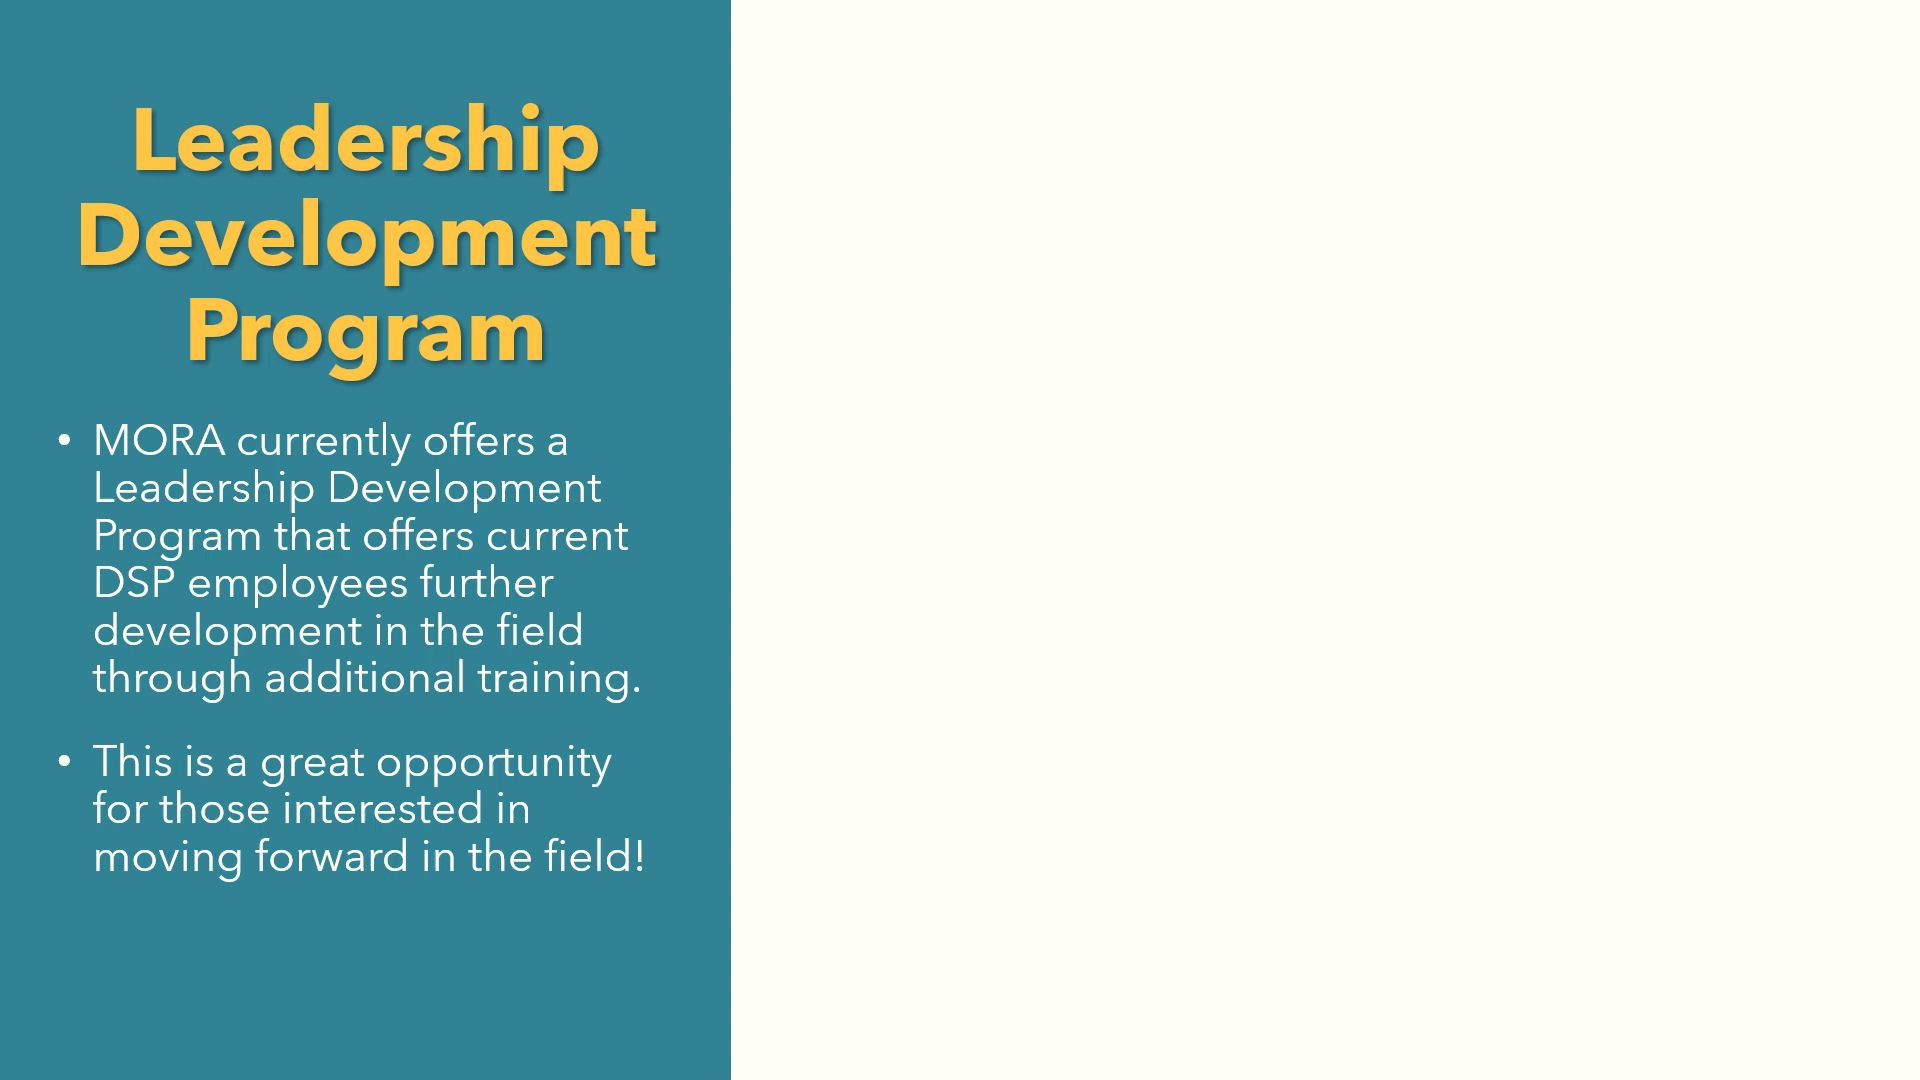 Leadership
Development
Program
• MORA currently offers a
Leadership Development
Program that offers current
DSP employees further
development in the field
through additional training.
• This is a great opportunity
for those interested in
moving forward in the field!